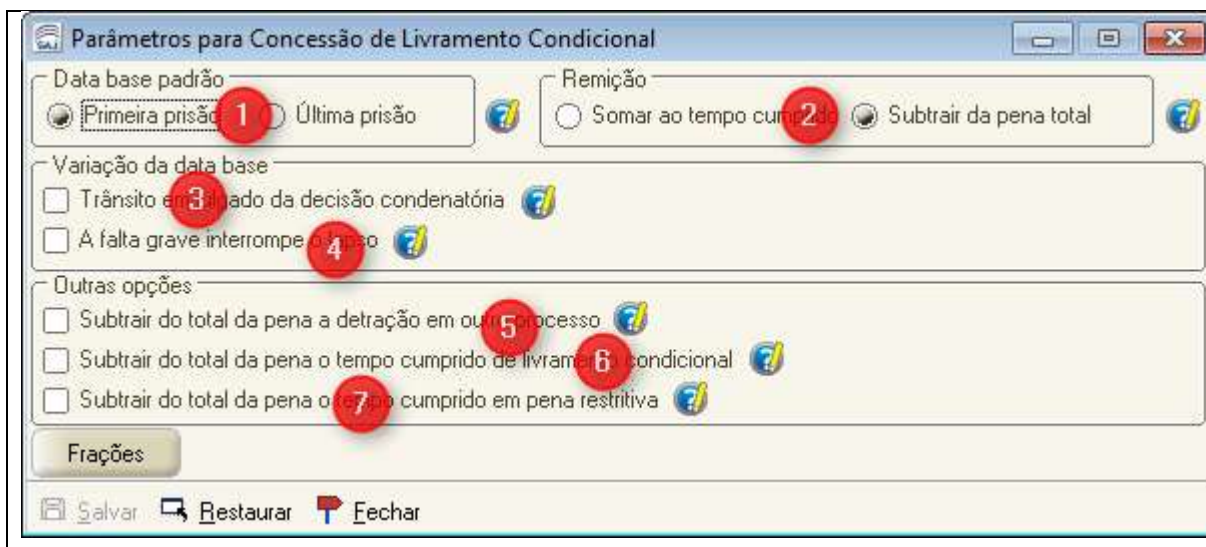 Parâmetros para Concessão de Livramento Condicional
Data base padrão
Primeira prisão 1 Última prisão
Remição
Somar ao tempo cumprido 2 Subtrair da pena total
Variação da data base
Trânsito em julgado da decisão condenatória
3
A falta grave interrompe o lapso
4
Outras opções
Subtrair do total da pena a detração em outro processo
5
Subtrair do total da pena o tempo cumprido de livramento condicional
6
Subtrair do total da pena o tempo cumprido em pena restritiva
7
Frações
Salvar Restaurar Fechar